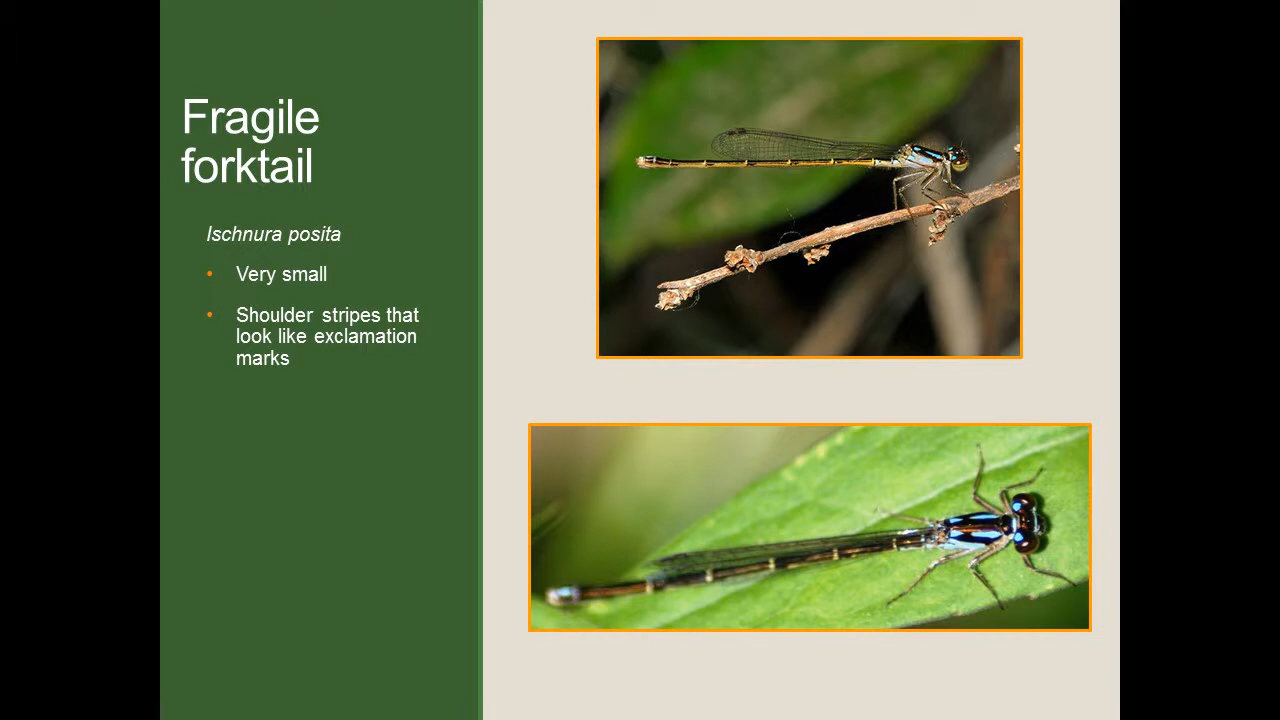 Fragile
forktail
Ischnura posita
• Very small
• Shoulder stripes that
look like exclamation
marks